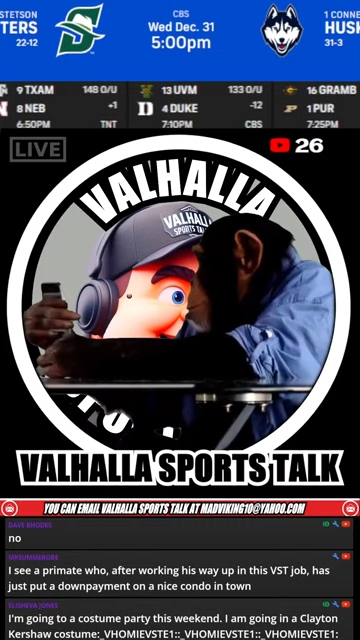 STETSON
TERS
22-12
CBS
Wed Dec. 31
5:00pm
1 CONNE
HUSK
31-3
9 TXAM 148 O/U
8 NEB +1
6:50PM TNT
13 UVM 133 O/U
4 DUKE -12
7:10PM CBS
16 GRAMB
1 PUR
7:25PM
LIVE
26
VALHALLA
VALHALLA
SPORTS TALK
VALHALLA SPORTS TALK
YOU CAN EMAIL VALHALLA SPORTS TALK AT MADVIKING10@YAHOO.COM
DAVE RHODES
no
MRSUMMERGBE
I see a primate who, after working his way up in this VST job, has just put a downpayment on a nice condo in town
ELISHEVA JONES
I'm going to a costume party this weekend. I am going in a Clayton
Kershaw costume:_VHOMIEVSTE1::_VHOMIEVSTE1: